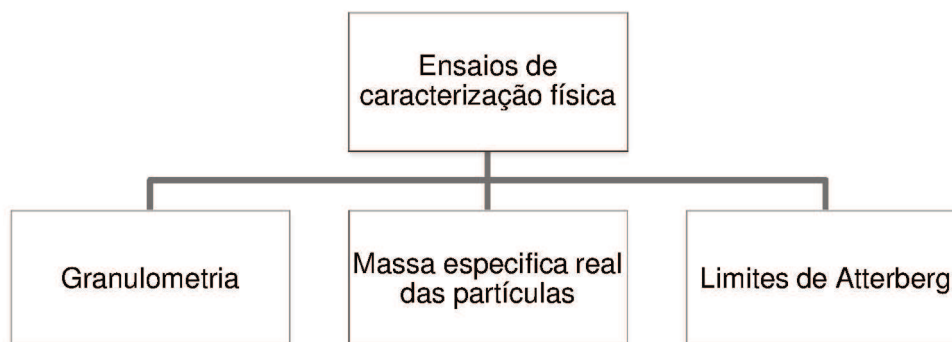 Ensaios de
caracterização física
Granulometria
Massa especifica real
das partículas
Limites de Atterberg